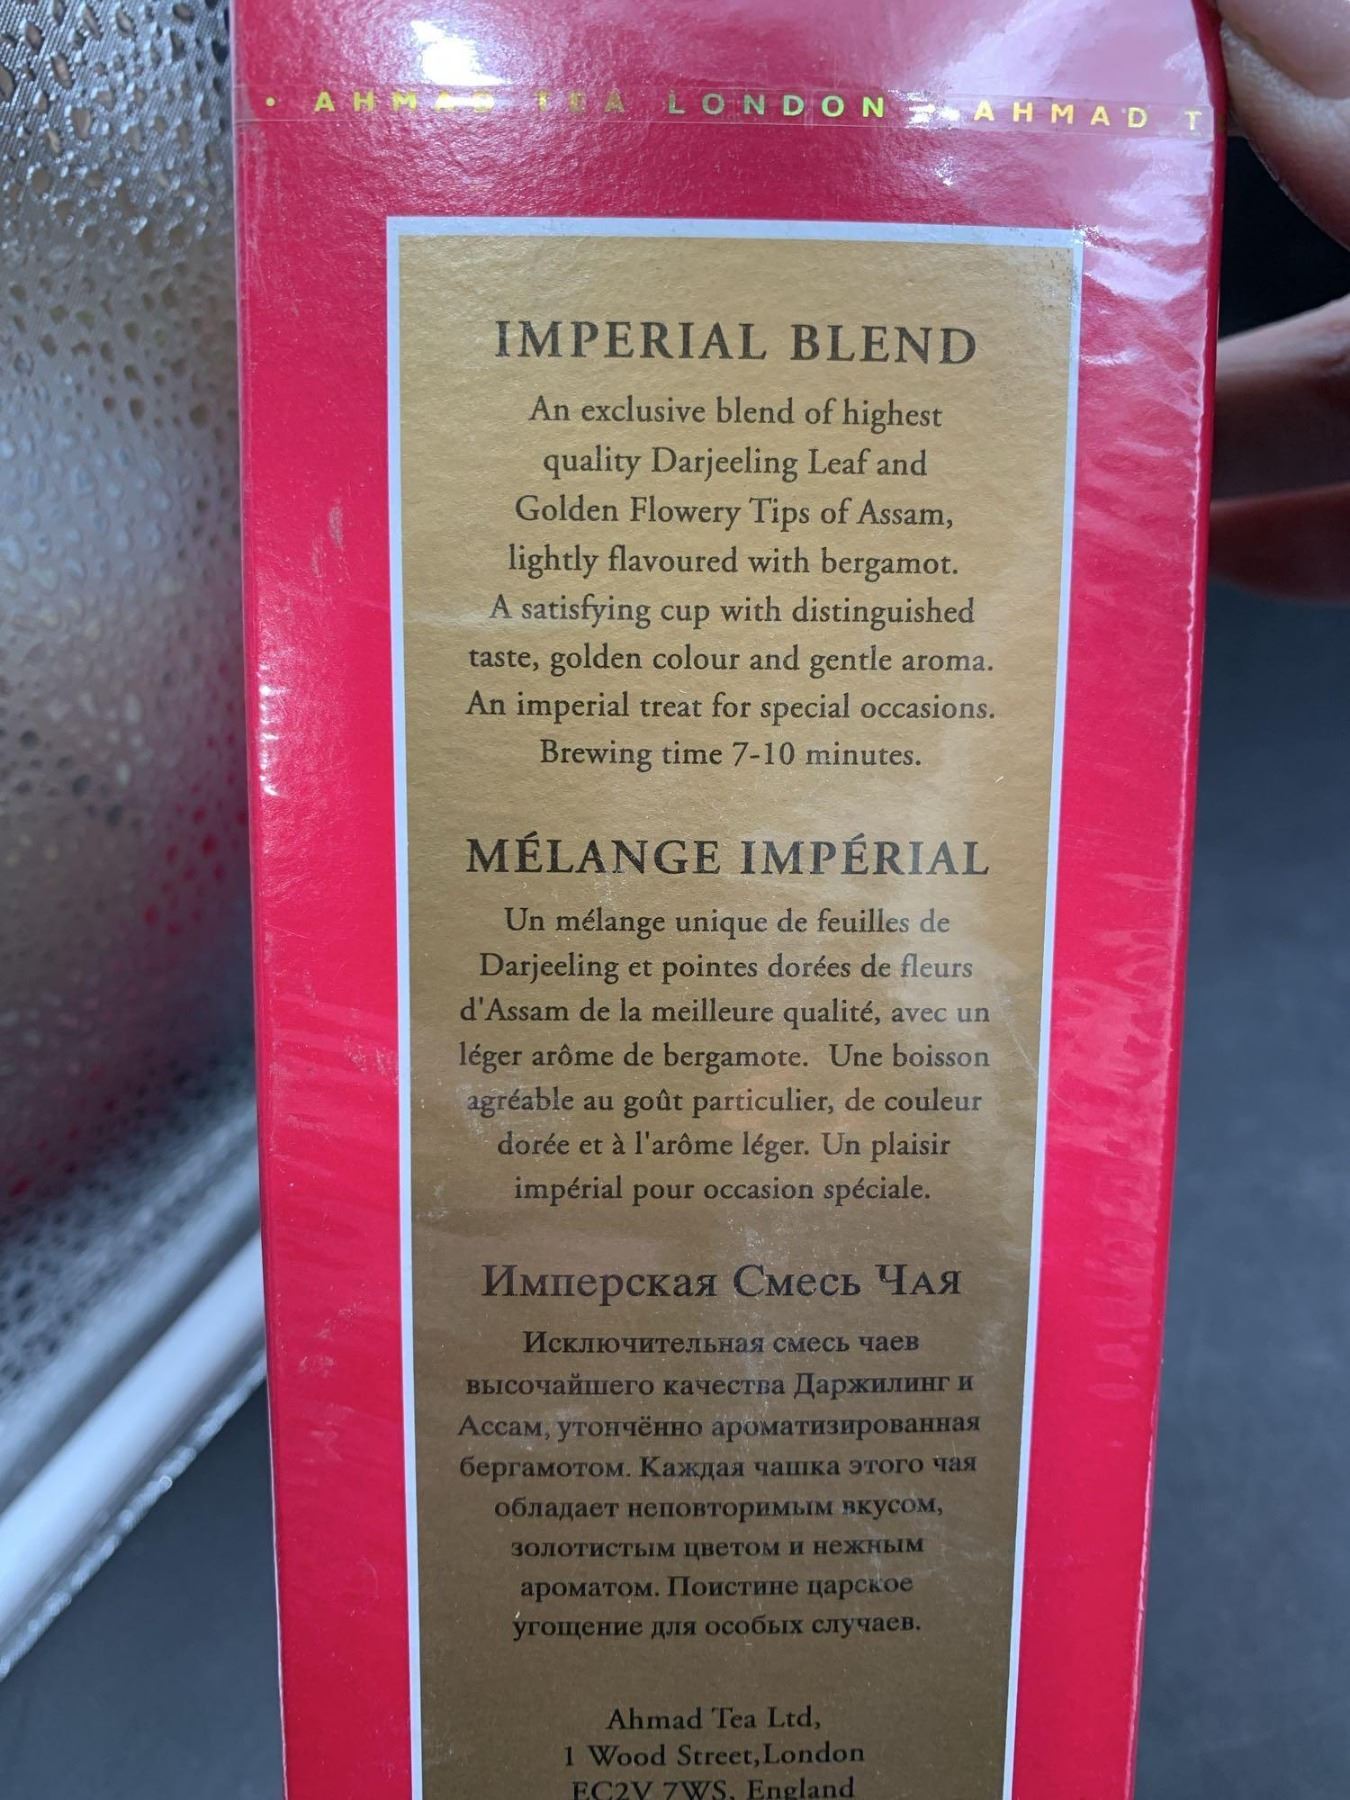 • AHMAD TEA LONDON • AHMAD T
IMPERIAL BLEND
An exclusive blend of highest
quality Darjeeling Leaf and
Golden Flowery Tips of Assam,
lightly flavoured with bergamot.
A satisfying cup with distinguished
taste, golden colour and gentle aroma.
An imperial treat for special occasions.
Brewing time 7-10 minutes.
MÉLANGE IMPÉRIAL
Un mélange unique de feuilles de
Darjeeling et pointes dorées de fleurs
d'Assam de la meilleure qualité, avec un
léger arôme de bergamote. Une boisson
agréable au goût particulier, de couleur
dorée et à l'arôme léger. Un plaisir
impérial pour occasion spéciale.
Имперская Смесь Чая
Исключительная смесь чаев
высочайшего качества Даржилинг и
Ассам, утончённо ароматизированная
бергамотом. Каждая чашка этого чая
обладает неповторимым вкусом,
золотистым цветом и нежным
ароматом. Поистине царское
угощение для особых случаев.
Ahmad Tea Ltd,
1 Wood Street,London
EC2V 7WS, England